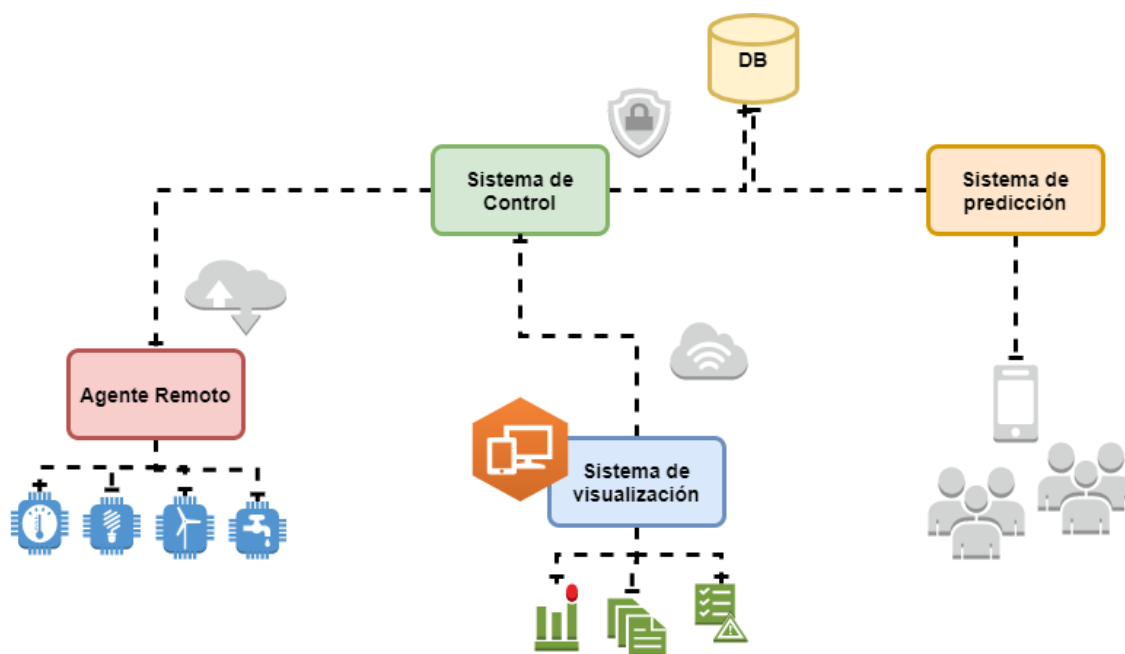 DB
Sistema de
Control
Sistema de
predicción
Agente Remoto
Sistema de
visualización